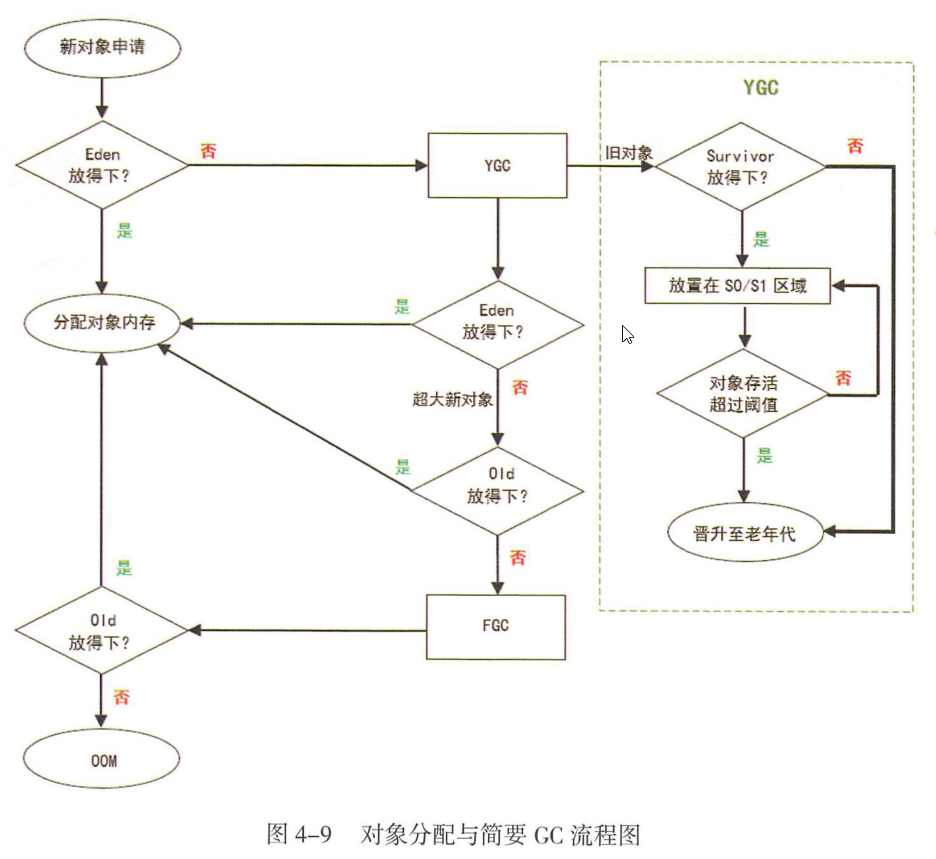 新对象申请
Eden
放得下?
否
是
YGC
旧对象
YGC
Survivor
放得下?
否
是
放置在 S0/S1 区域
对象存活
超过阈值
否
是
晋升至老年代
分配对象内存
是
Eden
放得下?
否
超大新对象
是
Old
放得下?
否
FGC
是
Old
放得下?
否
OOM
图 4-9 对象分配与简要 GC 流程图